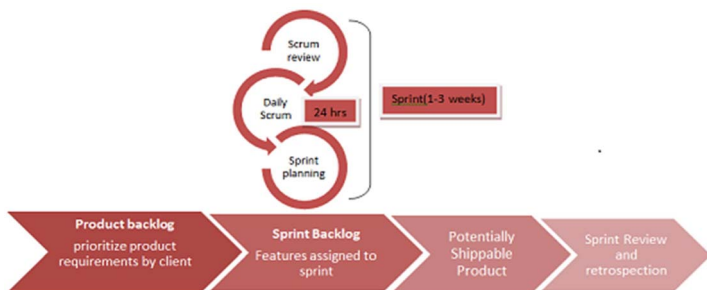 Scrum
review
Daily
Scrum
24 hrs
Sprint(1-3 weeks)
Sprint
planning
Product backlog
prioritize product
requirements by client
Sprint Backlog
Features assigned to
sprint
Potentially
Shippable
Product
Sprint Review
and
retrospection